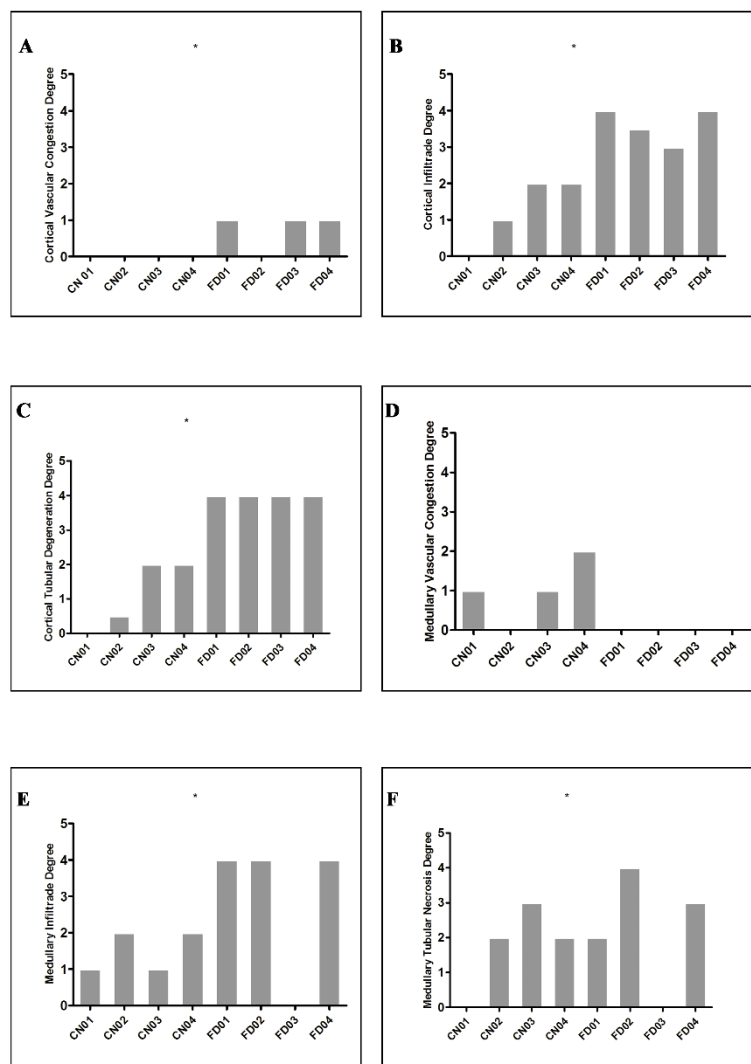 A
*
Cortical Vascular Congestion Degree
5
4
3
2
1
0
CN 01 CN02 CN03 CN04 FD01 FD02 FD03 FD04
B
*
Cortical Infiltrade Degree
5
4
3
2
1
0
CN01 CN02 CN03 CN04 FD01 FD02 FD03 FD04
C
*
Cortical Tubular Degeneration Degree
5
4
3
2
1
0
CN01 CN02 CN03 CN04 FD01 FD02 FD03 FD04
D
Medullary Vascular Congestion Degree
5
4
3
2
1
0
CN01 CN02 CN03 CN04 FD01 FD02 FD03 FD04
E
*
Medullary Infiltrade Degree
5
4
3
2
1
0
CN01 CN02 CN03 CN04 FD01 FD02 FD03 FD04
F
*
Medullary Tubular Necrosis Degree
5
4
3
2
1
0
CN01 CN02 CN03 CN04 FD01 FD02 FD03 FD04